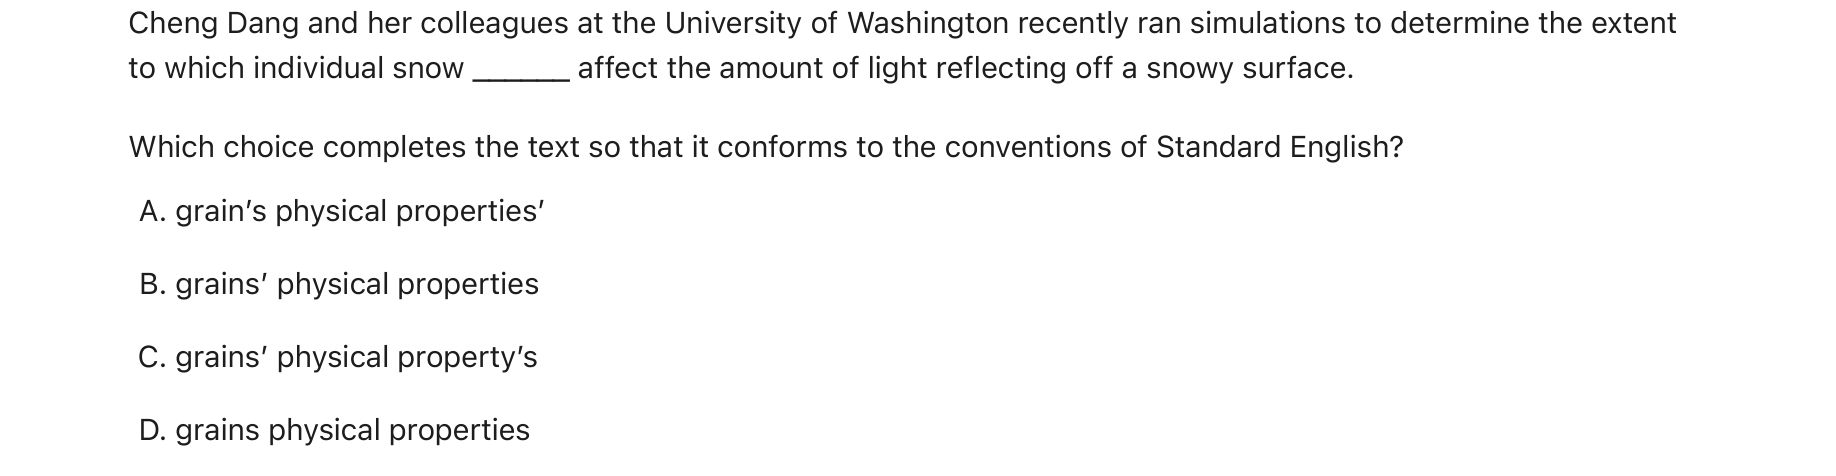 Cheng Dang and her colleagues at the University of Washington recently ran simulations to determine the extent
to which individual snow ______ affect the amount of light reflecting off a snowy surface.
Which choice completes the text so that it conforms to the conventions of Standard English?
A. grain’s physical properties’
B. grains’ physical properties
C. grains’ physical property’s
D. grains physical properties